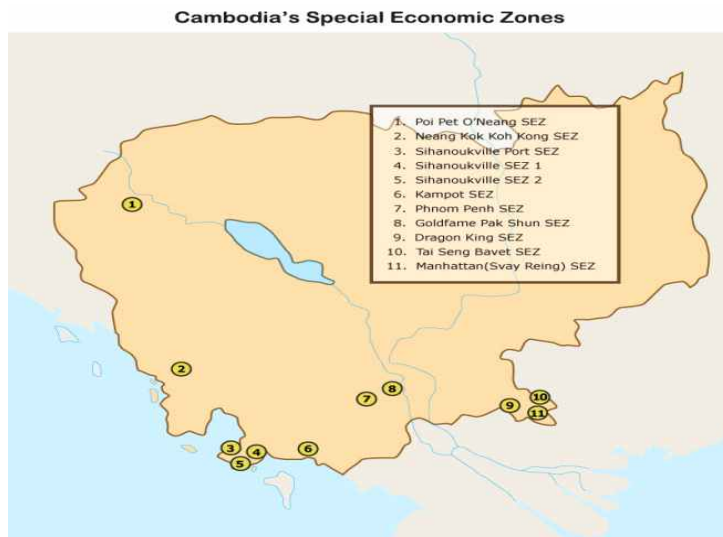 Cambodia's Special Economic Zones
1. Poi Pet O'Neang SEZ
2. Neang Kok Koh Kong SEZ
3. Sihanoukville Port SEZ
4. Sihanoukville SEZ 1
5. Sihanoukville SEZ 2
6. Kampot SEZ
7. Phnom Penh SEZ
8. Goldfame Pak Shun SEZ
9. Dragon King SEZ
10. Tai Seng Bavet SEZ
11. Manhattan(Svay Reing) SEZ
1
2
8
7
10
9
11
3
4
6
5